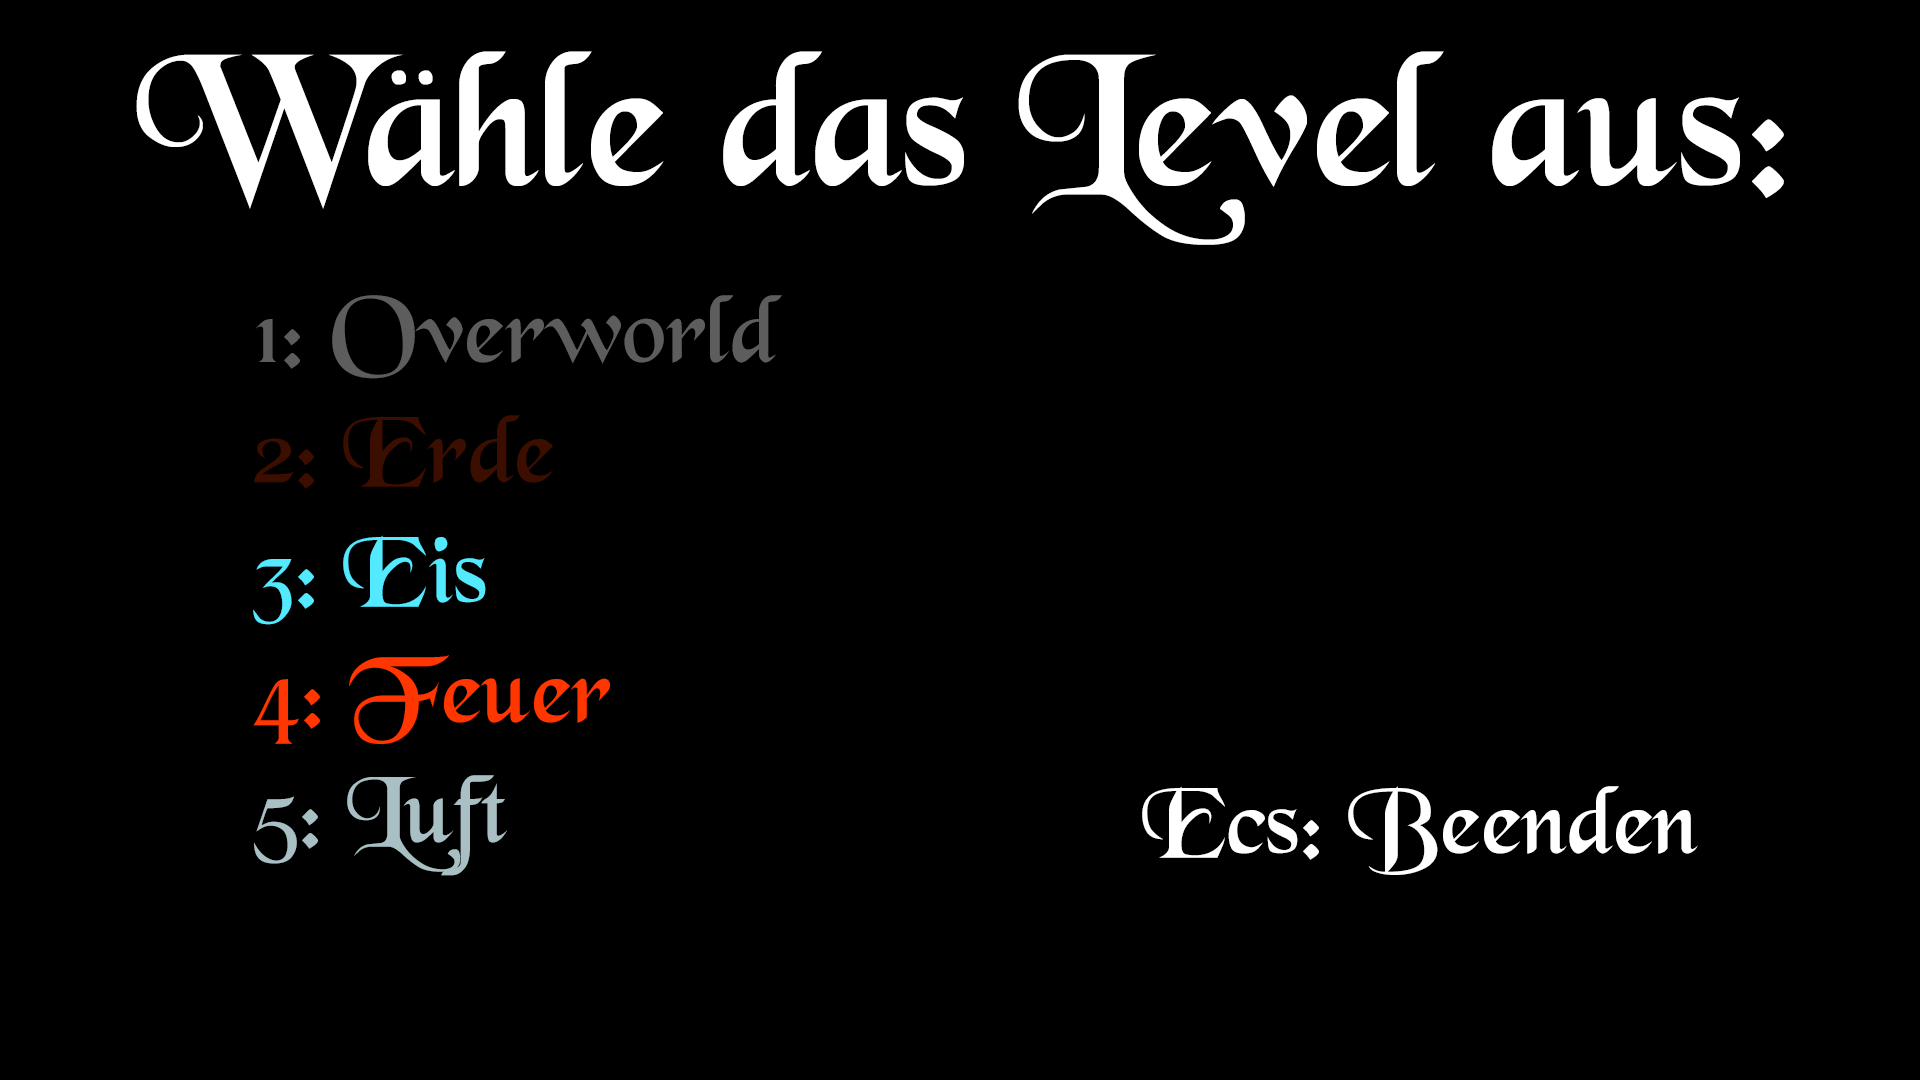 Wähle das Level aus:
1: Overworld
2: Erde
3: Eis
4: Feuer
5: Luft
Ecs: Beenden